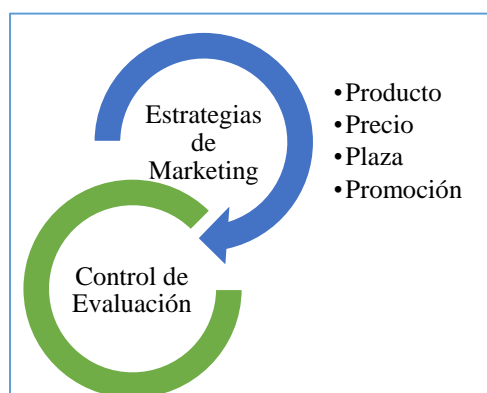 Estrategias
de
Marketing
•Producto
•Precio
•Plaza
•Promoción
Control de
Evaluación